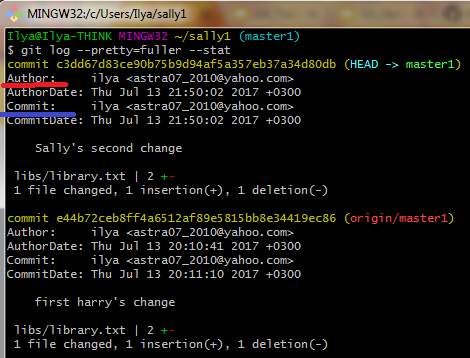 MINGW32:/c/Users/Ilya/sally1
Ilya@Ilya-THINK MINGW32 ~/sally1 (master1)
$ git log --pretty=fuller --stat
commit c3dd67d83ce90b75b9d94af5a357eb37a34d80db (HEAD -> master1)
Author:     ilya <astra07_2010@yahoo.com>
AuthorDate: Thu Jul 13 21:50:02 2017 +0300
Commit:     ilya <astra07_2010@yahoo.com>
CommitDate: Thu Jul 13 21:50:02 2017 +0300
Sally's second change
libs/library.txt | 2 +-
1 file changed, 1 insertion(+), 1 deletion(-)
commit e44b72ceb8ff4a6512af89e5815bb8e34419ec86 (origin/master1)
Author:     ilya <astra07_2010@yahoo.com>
AuthorDate: Thu Jul 13 20:10:41 2017 +0300
Commit:     ilya <astra07_2010@yahoo.com>
CommitDate: Thu Jul 13 20:11:10 2017 +0300
first harry's change
libs/library.txt | 2 +-
1 file changed, 1 insertion(+), 1 deletion(-)